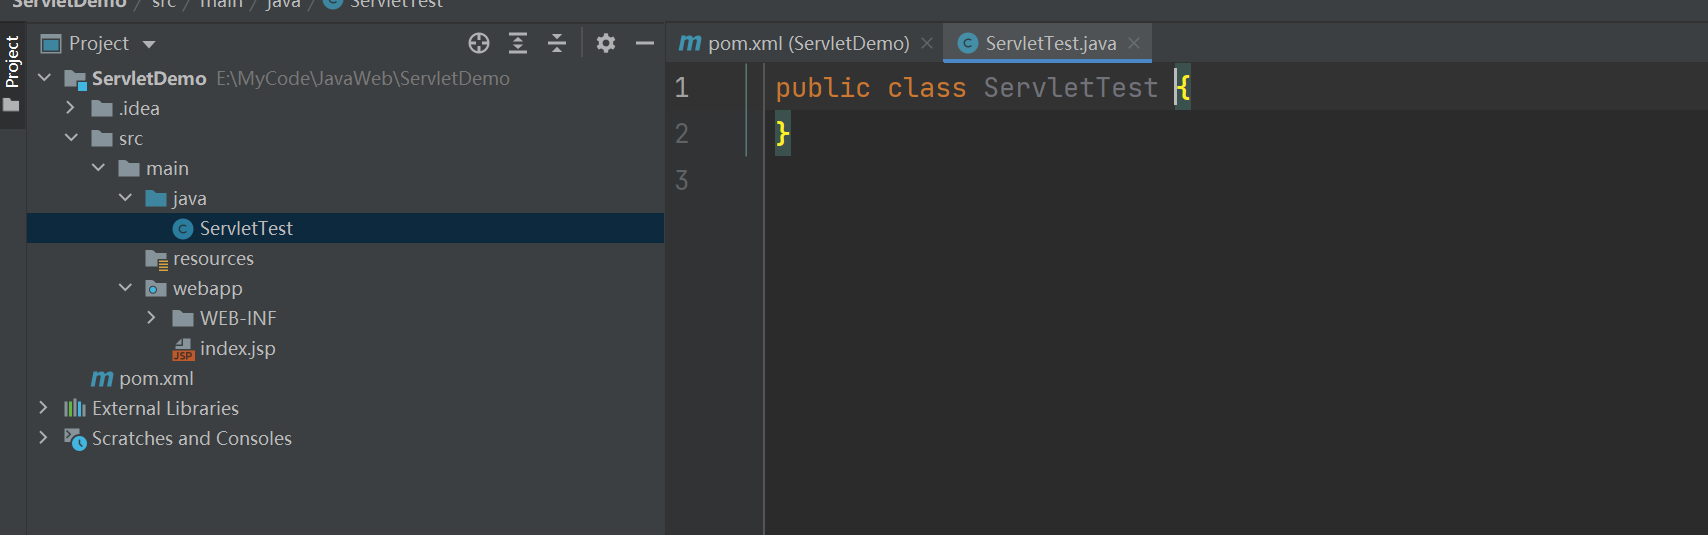 ServletDemo / src / main / java / ServletTest
Project
Project
ServletDemo E:\MyCode\JavaWeb\ServletDemo
.idea
src
main
java
ServletTest
resources
webapp
WEB-INF
index.jsp
pom.xml
External Libraries
Scratches and Consoles
pom.xml (ServletDemo)
ServletTest.java
1 public class ServletTest {
2 }
3